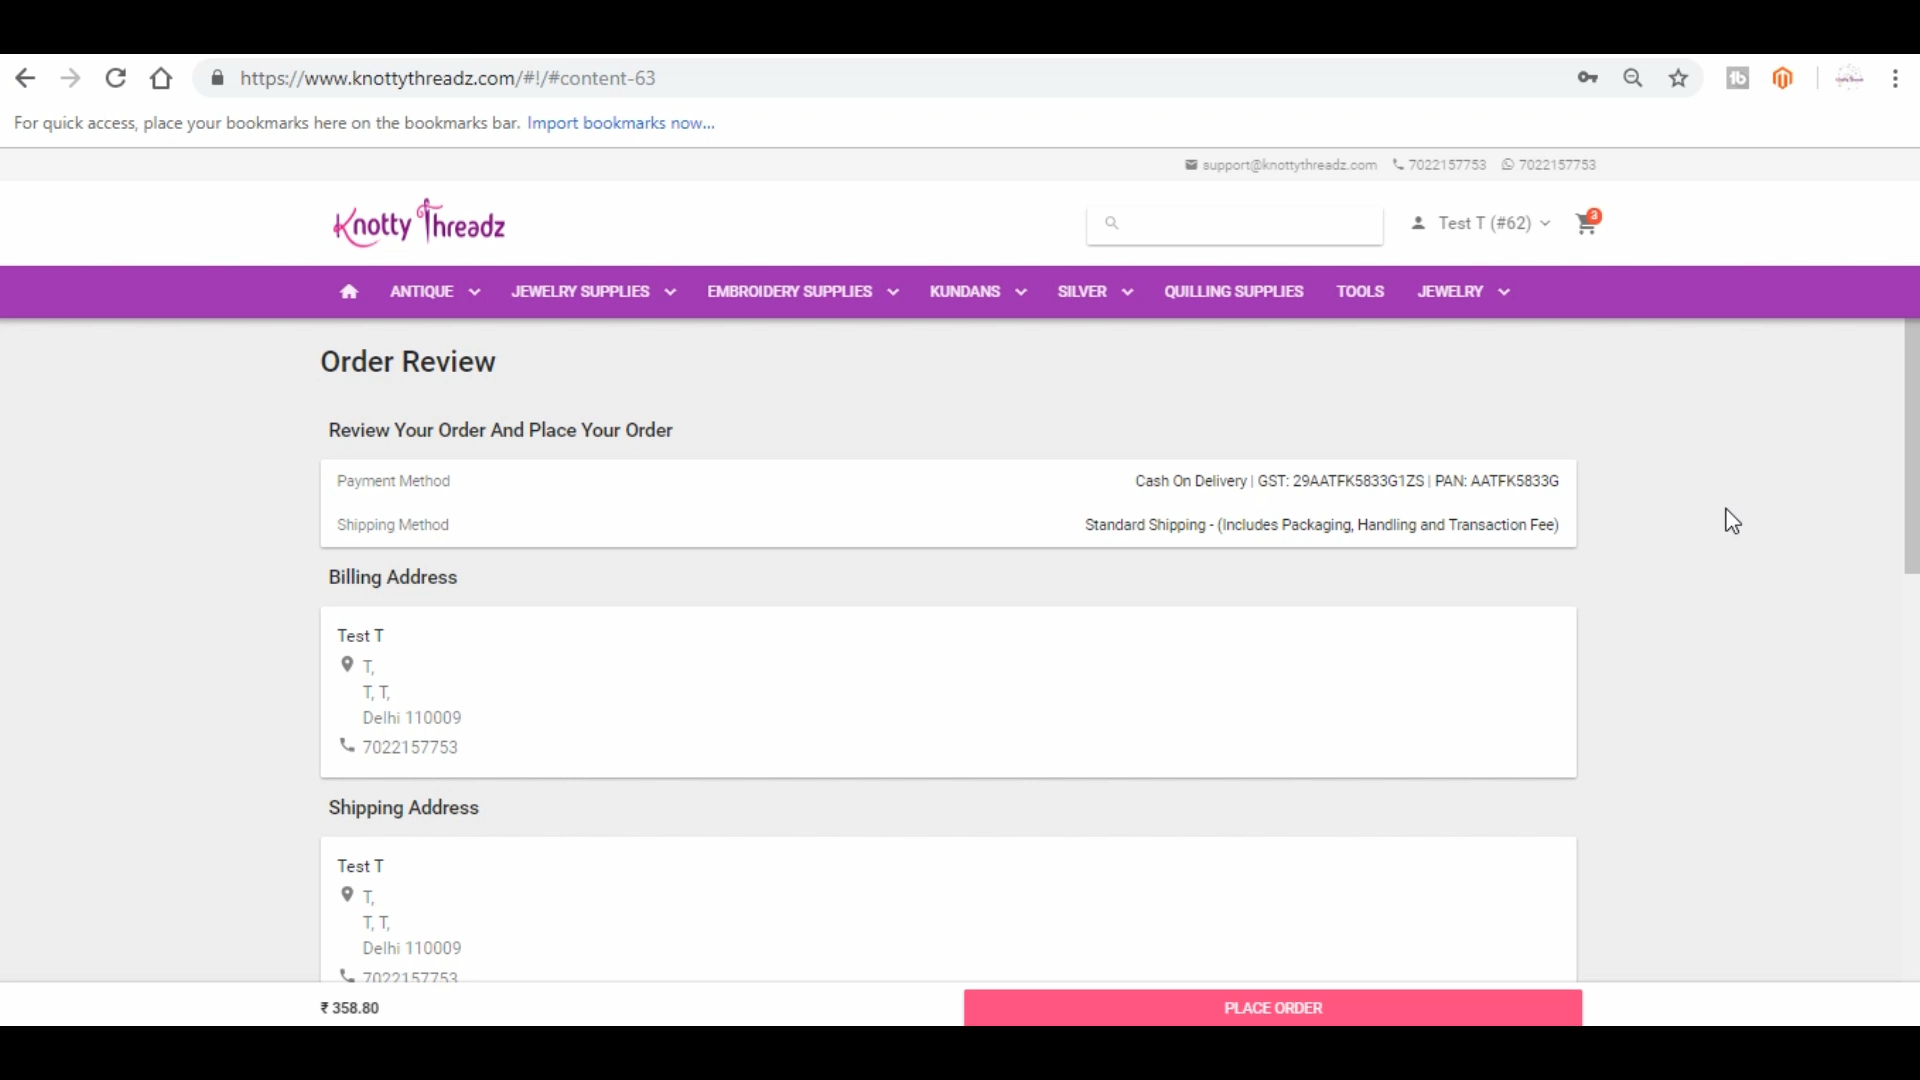 https://www.knottythreadz.com/#!/#content-63
For quick access, place your bookmarks here on the bookmarks bar. Import bookmarks now...
support@knottythreadz.com 7022157753 7022157753
Knotty Threadz
Test T (#62) 3
ANTIQUE JEWELRY SUPPLIES EMBROIDERY SUPPLIES KUNDANS SILVER QUILLING SUPPLIES TOOLS JEWELRY
Order Review
Review Your Order And Place Your Order
Payment Method Cash On Delivery | GST: 29AATFK5833G1ZS | PAN: AATFK5833G
Shipping Method Standard Shipping - (Includes Packaging, Handling and Transaction Fee)
Billing Address
Test T
T,
T, T,
Delhi 110009
7022157753
Shipping Address
Test T
T,
T, T,
Delhi 110009
7022157753
₹ 358.80 PLACE ORDER